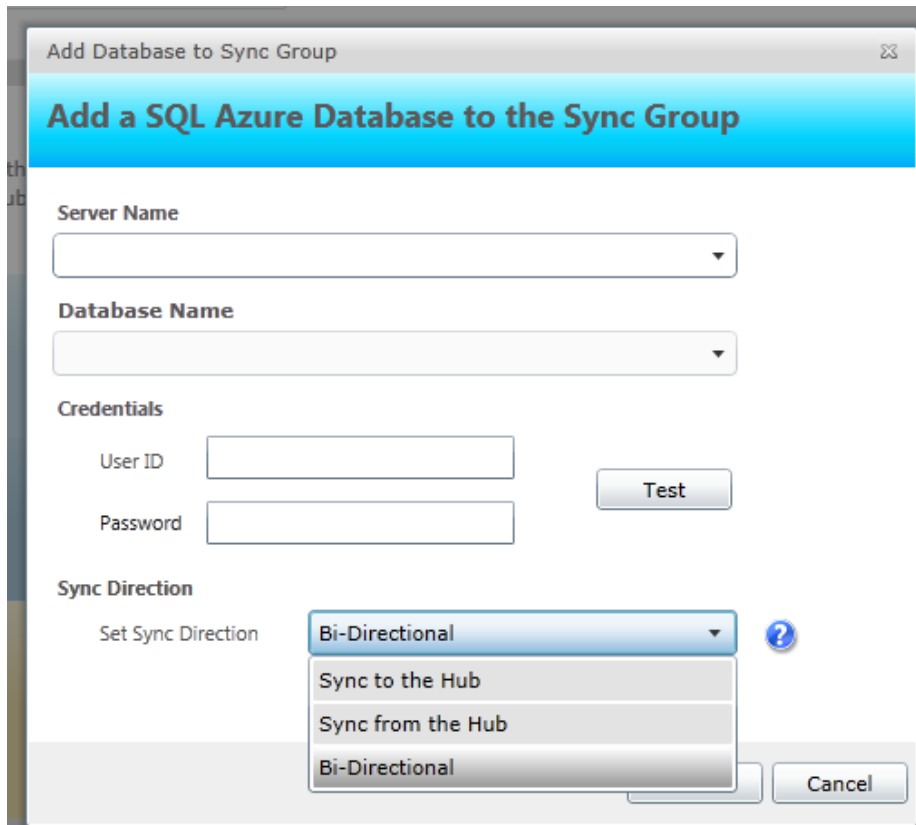 Add Database to Sync Group
Add a SQL Azure Database to the Sync Group
th
ub
Server Name
Database Name
Credentials
User ID
Test
Password
Sync Direction
Set Sync Direction
Bi-Directional
?
Sync to the Hub
Sync from the Hub
Bi-Directional
Cancel